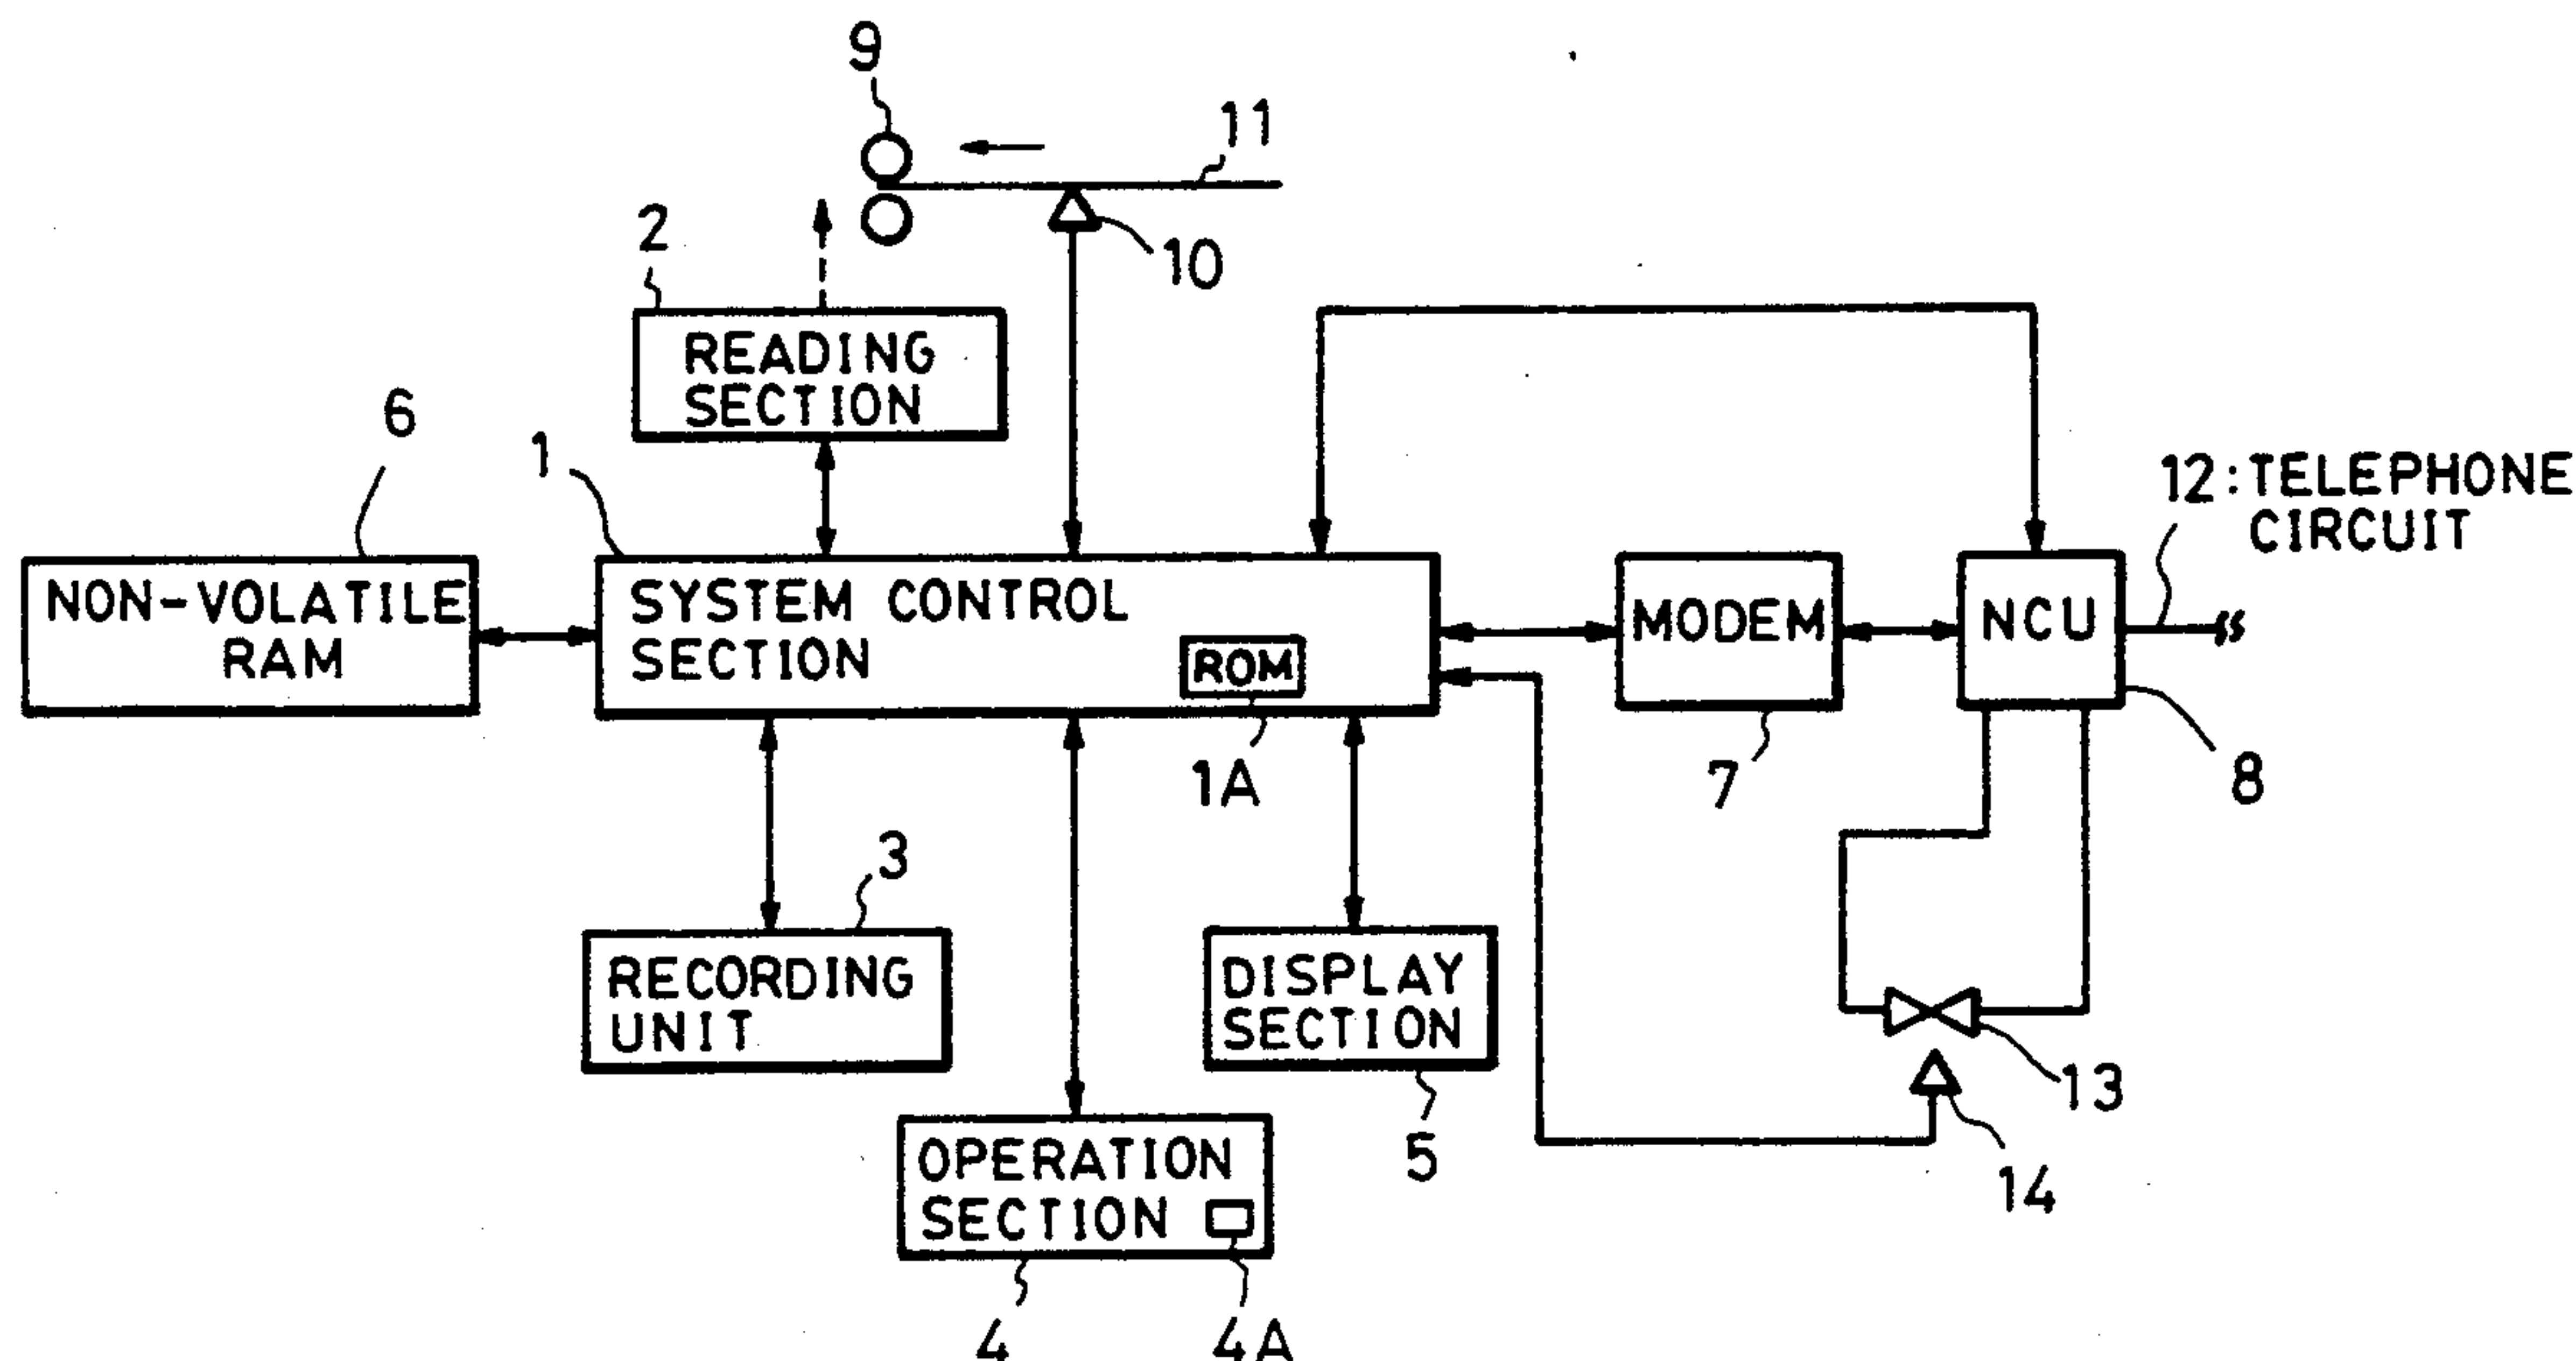 9
11
2
10
READING
SECTION
6
1
12:TELEPHONE
CIRCUIT
NON-VOLATILE
RAM
SYSTEM CONTROL
SECTION
ROM
MODEM
NCU
1A
7
8
3
RECORDING
UNIT
DISPLAY
SECTION
13
5
14
OPERATION
SECTION
4
4A